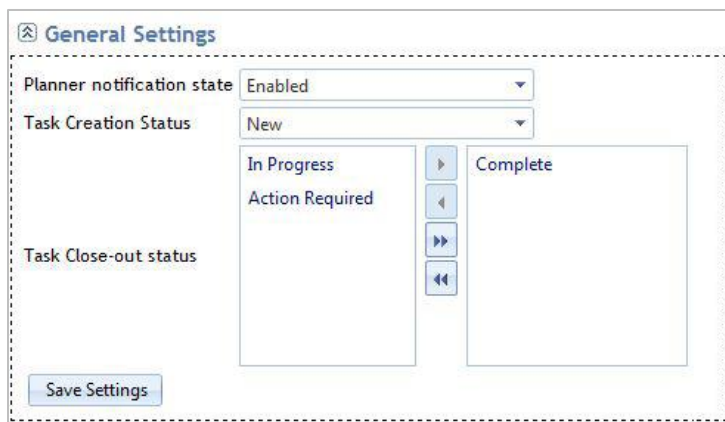 General Settings
Planner notification state Enabled
Task Creation Status New
In Progress Complete
Action Required
Task Close-out status
Save Settings